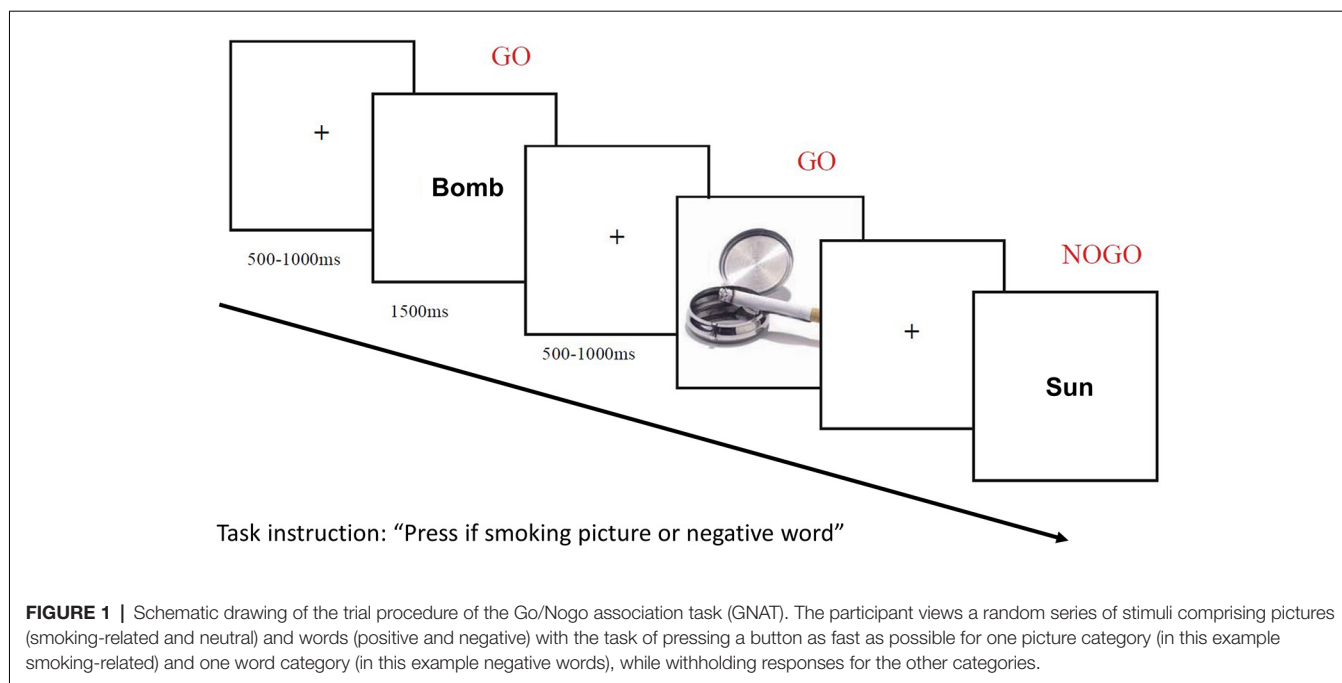 GO
+
500-1000ms
Bomb
1500ms
+
500-1000ms
GO
+
NOGO
Sun
Task instruction: “Press if smoking picture or negative word”
FIGURE 1 | Schematic drawing of the trial procedure of the Go/Nogo association task (GNAT). The participant views a random series of stimuli comprising pictures
(smoking-related and neutral) and words (positive and negative) with the task of pressing a button as fast as possible for one picture category (in this example
smoking-related) and one word category (in this example negative words), while withholding responses for the other categories.